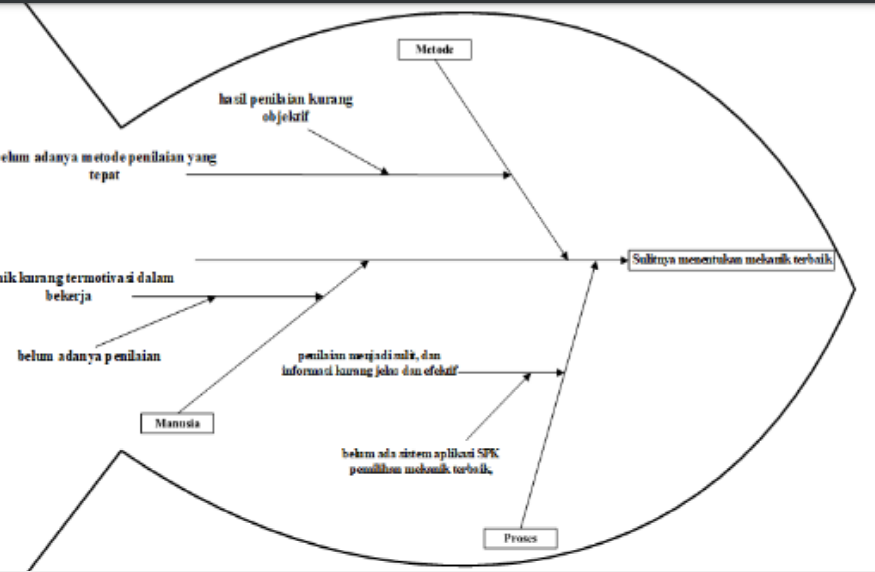 Metode
hasil penilaian kurang
objektif
elum adanya metode penilaian yang
tepat
Sulitnya menentukan mekanik terbaik
nik kurang termotivasi dalam
bekerja
belum adanya penilaian
penilaian menjadi sulit, dan
informasi kurang jelas dan efektif
Manusia
belum ada sistem aplikasi SPK
pemilihan mekanik terbaik.
Proses